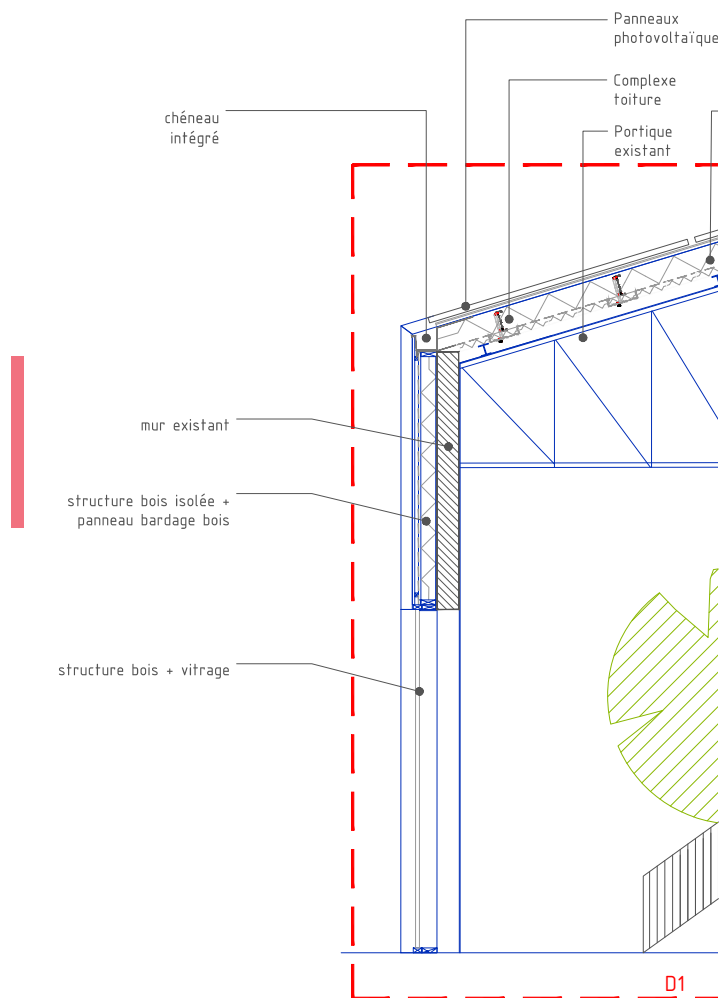 Panneaux
photovoltaïque
Complexe
toiture
chéneau
intégré
Portique
existant
mur existant
structure bois isolée +
panneau bardage bois
structure bois + vitrage
D1